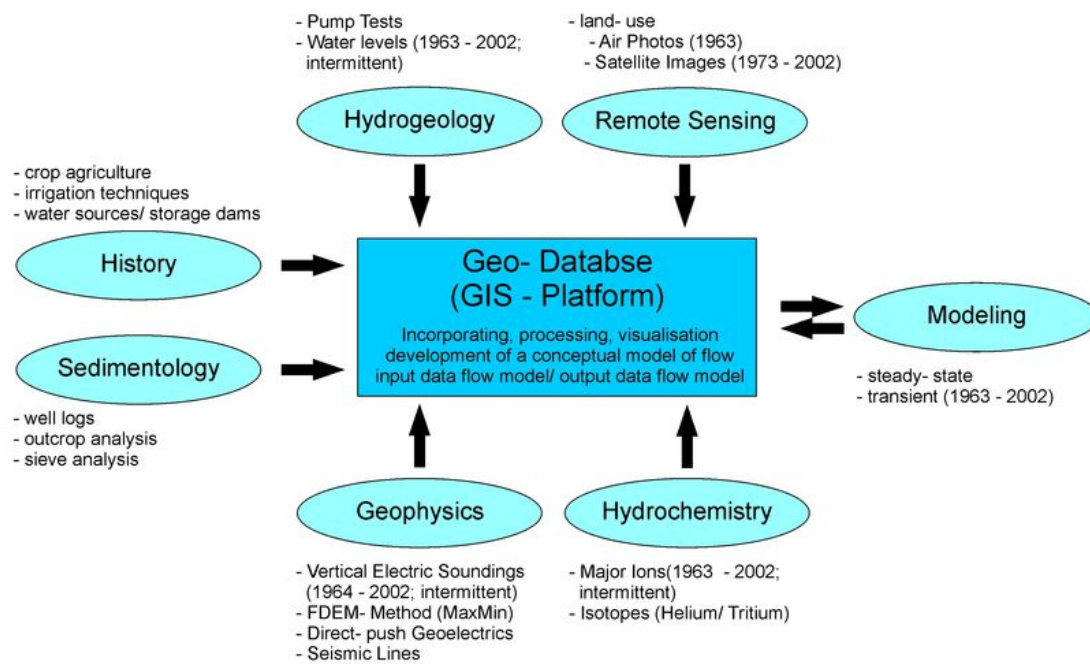 - Pump Tests
- Water levels (1963 - 2002;
intermittent)
Hydrogeology
- land- use
- Air Photos (1963)
- Satellite Images (1973 - 2002)
Remote Sensing
- crop agriculture
- irrigation techniques
- water sources/ storage dams
History
Sedimentology
- well logs
- outcrop analysis
- sieve analysis
Geo- Databse
(GIS - Platform)
Incorporating, processing, visualisation
development of a conceptual model of flow
input data flow model/ output data flow model
Modeling
- steady- state
- transient (1963 - 2002)
Geophysics
- Vertical Electric Soundings
(1964 - 2002; intermittent)
- FDEM- Method (MaxMin)
- Direct- push Geoelectrics
- Seismic Lines
Hydrochemistry
- Major Ions(1963 - 2002;
intermittent)
- Isotopes (Helium/ Tritium)